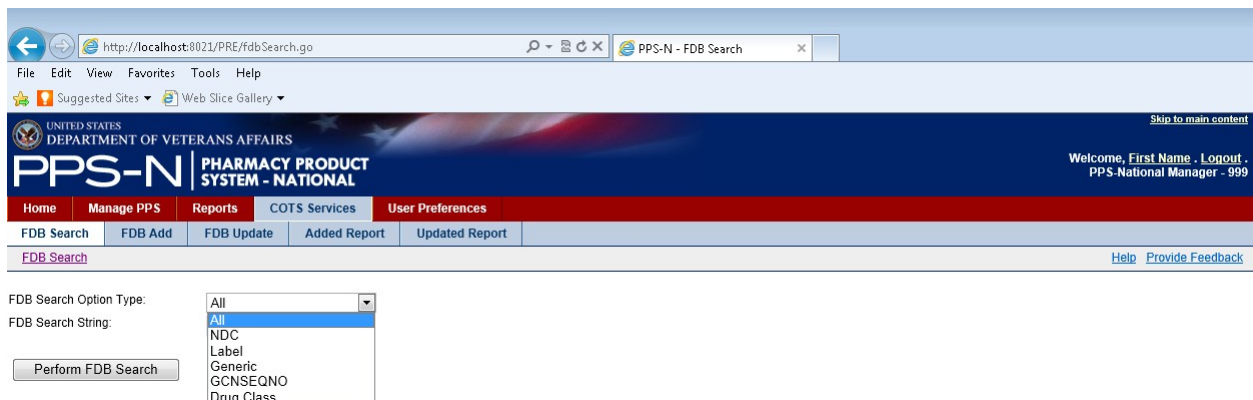 http://localhost:8021/PRE/fdbSearch.go PPS-N - FDB Search
File Edit View Favorites Tools Help
Suggested Sites Web Slice Gallery
Skip to main content
UNITED STATES
DEPARTMENT OF VETERANS AFFAIRS
PPS-N PHARMACY PRODUCT
SYSTEM - NATIONAL
Welcome, First Name . Logout .
PPS-National Manager - 999
Home Manage PPS Reports COTS Services User Preferences
FDB Search FDB Add FDB Update Added Report Updated Report
FDB Search Help Provide Feedback
FDB Search Option Type: All
FDB Search String: All
NDC
Label
Perform FDB Search Generic
GCNSEQNO
Drug Class